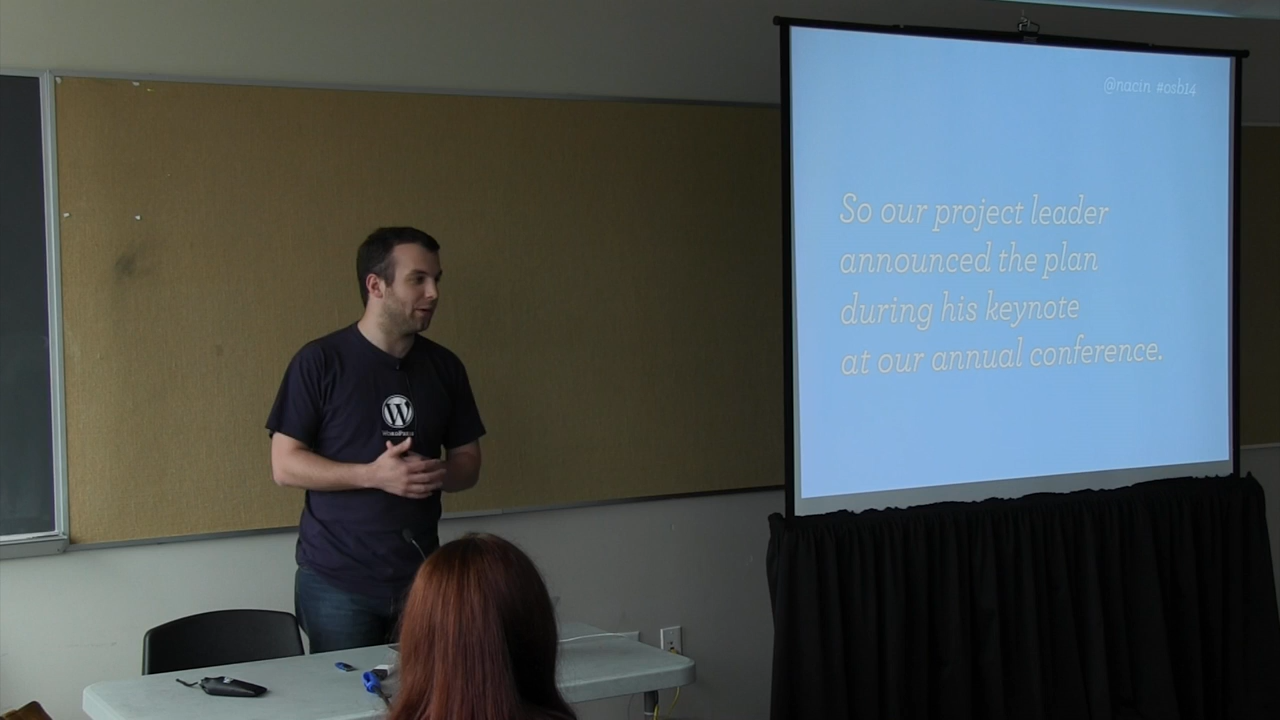 @nacin #osb14
So our project leader
announced the plan
during his keynote
at our annual conference.
W
WordPress